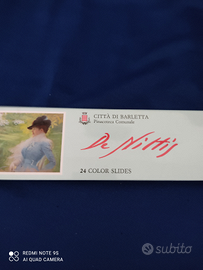 CITTÀ DI BARLETTA
Pinacoteca Comunale
De Nittis
24 COLOR SLIDES
REDMI NOTE 9S
AI QUAD CAMERA
subito